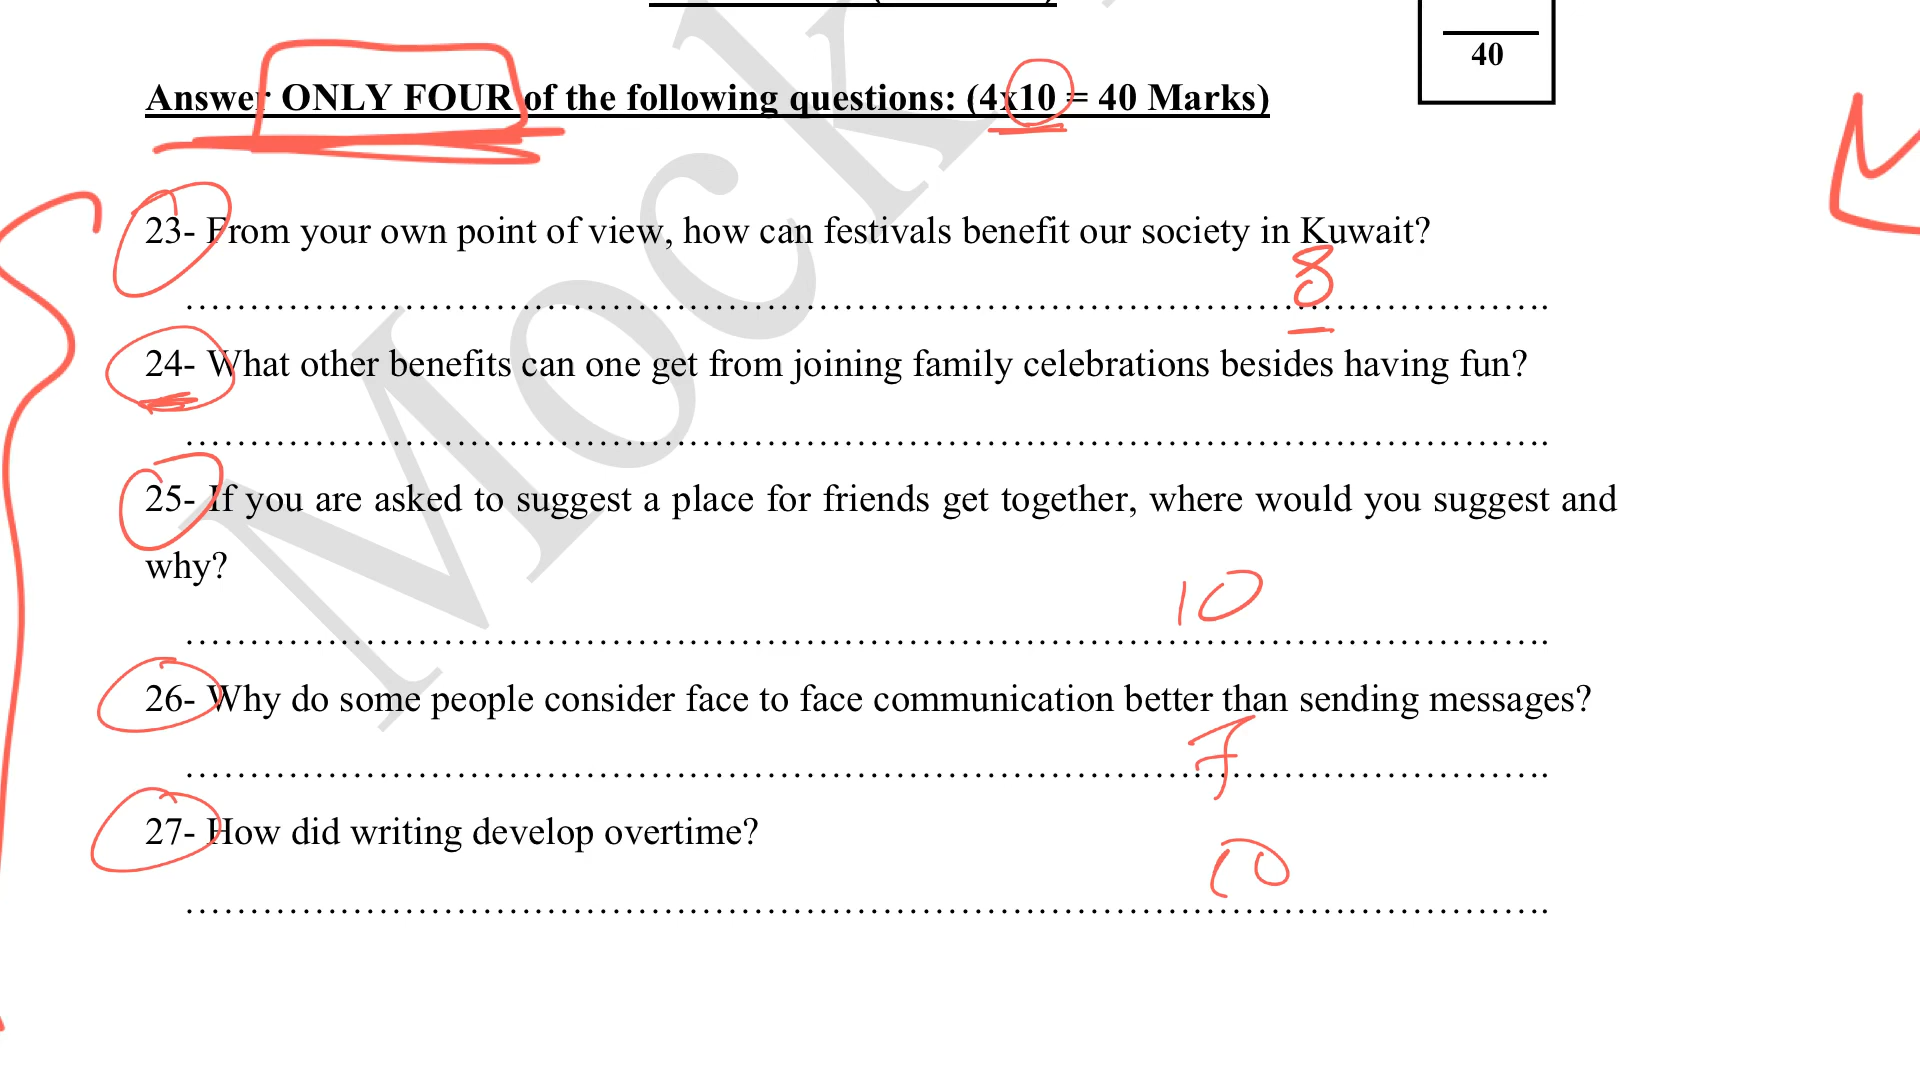 40
Answer ONLY FOUR of the following questions: (4x10 = 40 Marks)
23- From your own point of view, how can festivals benefit our society in Kuwait?
8
24- What other benefits can one get from joining family celebrations besides having fun?
25- If you are asked to suggest a place for friends get together, where would you suggest and
why?
10
26- Why do some people consider face to face communication better than sending messages?
7
27- How did writing develop overtime?
10
Mock